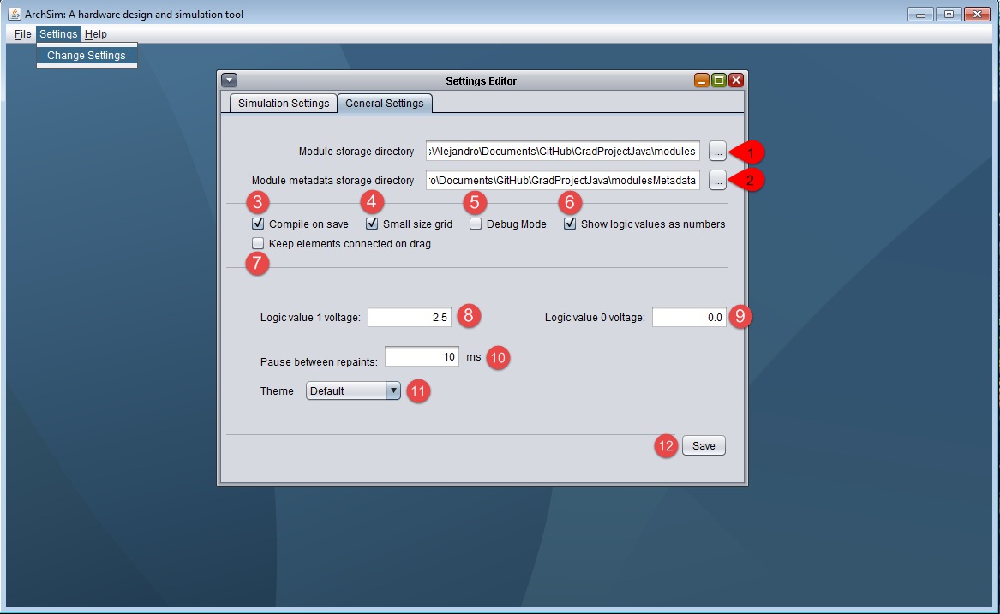 ArchSim: A hardware design and simulation tool
File Settings Help
Change Settings
Settings Editor
Simulation Settings General Settings
Module storage directory s\Alejandro\Documents\GitHub\GradProjectJava\modules ... 1
Module metadata storage directory ro\Documents\GitHub\GradProjectJava\modulesMetadata ... 2
3 4 5 6
Compile on save Small size grid Debug Mode Show logic values as numbers
Keep elements connected on drag
7
Logic value 1 voltage: 2.5 8 Logic value 0 voltage: 0.0 9
Pause between repaints: 10 ms 10
Theme Default 11
12 Save